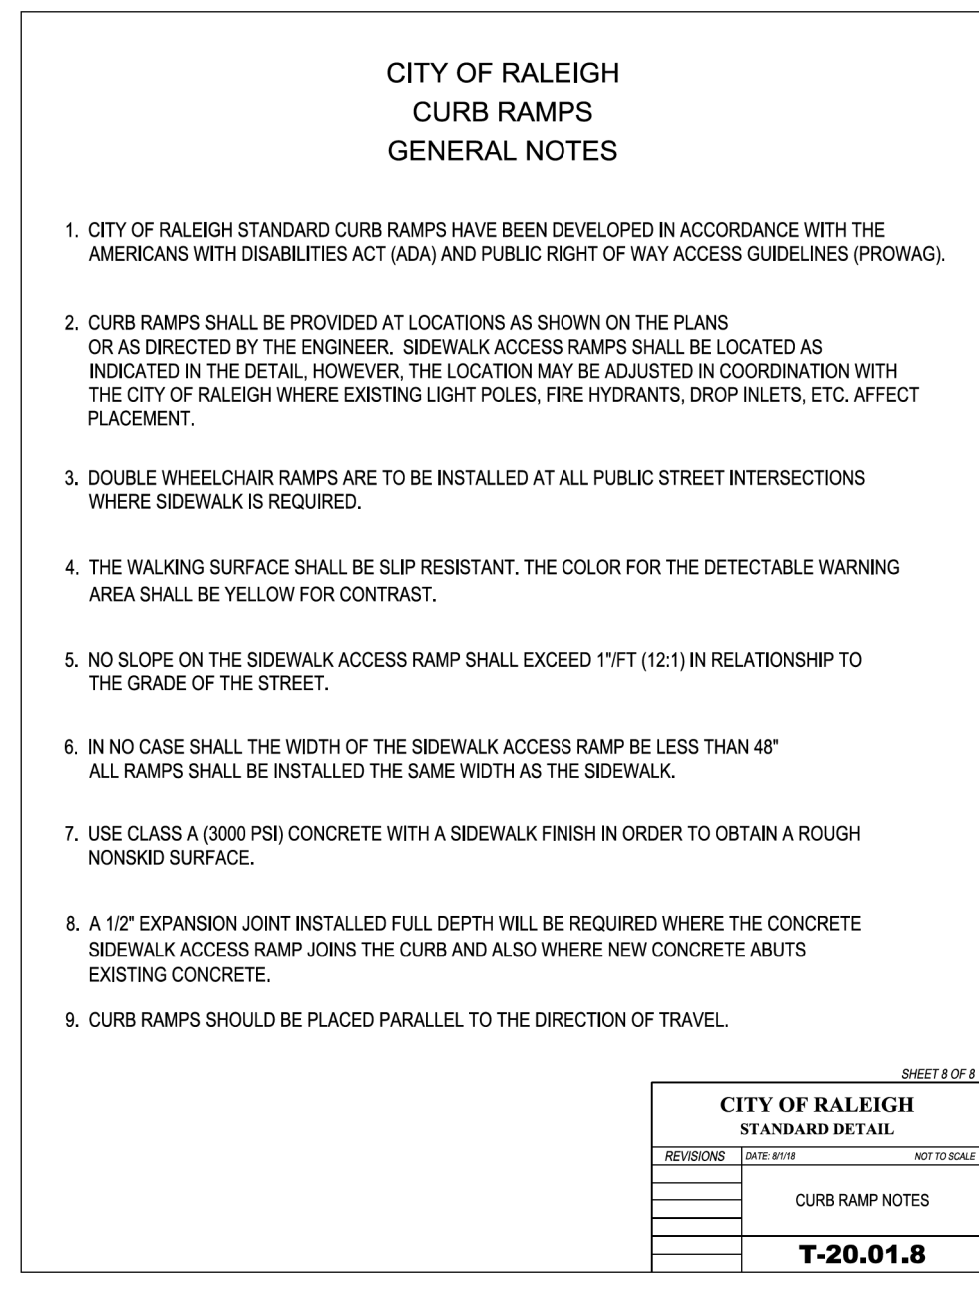 CITY OF RALEIGH
CURB RAMPS
GENERAL NOTES
1. CITY OF RALEIGH STANDARD CURB RAMPS HAVE BEEN DEVELOPED IN ACCORDANCE WITH THE
AMERICANS WITH DISABILITIES ACT (ADA) AND PUBLIC RIGHT OF WAY ACCESS GUIDELINES (PROWAG).
2. CURB RAMPS SHALL BE PROVIDED AT LOCATIONS AS SHOWN ON THE PLANS
OR AS DIRECTED BY THE ENGINEER. SIDEWALK ACCESS RAMPS SHALL BE LOCATED AS
INDICATED IN THE DETAIL, HOWEVER, THE LOCATION MAY BE ADJUSTED IN COORDINATION WITH
THE CITY OF RALEIGH WHERE EXISTING LIGHT POLES, FIRE HYDRANTS, DROP INLETS, ETC. AFFECT
PLACEMENT.
3. DOUBLE WHEELCHAIR RAMPS ARE TO BE INSTALLED AT ALL PUBLIC STREET INTERSECTIONS
WHERE SIDEWALK IS REQUIRED.
4. THE WALKING SURFACE SHALL BE SLIP RESISTANT. THE COLOR FOR THE DETECTABLE WARNING
AREA SHALL BE YELLOW FOR CONTRAST.
5. NO SLOPE ON THE SIDEWALK ACCESS RAMP SHALL EXCEED 1"/FT (12:1) IN RELATIONSHIP TO
THE GRADE OF THE STREET.
6. IN NO CASE SHALL THE WIDTH OF THE SIDEWALK ACCESS RAMP BE LESS THAN 48"
ALL RAMPS SHALL BE INSTALLED THE SAME WIDTH AS THE SIDEWALK.
7. USE CLASS A (3000 PSI) CONCRETE WITH A SIDEWALK FINISH IN ORDER TO OBTAIN A ROUGH
NONSKID SURFACE.
8. A 1/2" EXPANSION JOINT INSTALLED FULL DEPTH WILL BE REQUIRED WHERE THE CONCRETE
SIDEWALK ACCESS RAMP JOINS THE CURB AND ALSO WHERE NEW CONCRETE ABUTS
EXISTING CONCRETE.
9. CURB RAMPS SHOULD BE PLACED PARALLEL TO THE DIRECTION OF TRAVEL.
SHEET 8 OF 8
CITY OF RALEIGH
STANDARD DETAIL
REVISIONS DATE: 8/1/18 NOT TO SCALE
CURB RAMP NOTES
T-20.01.8